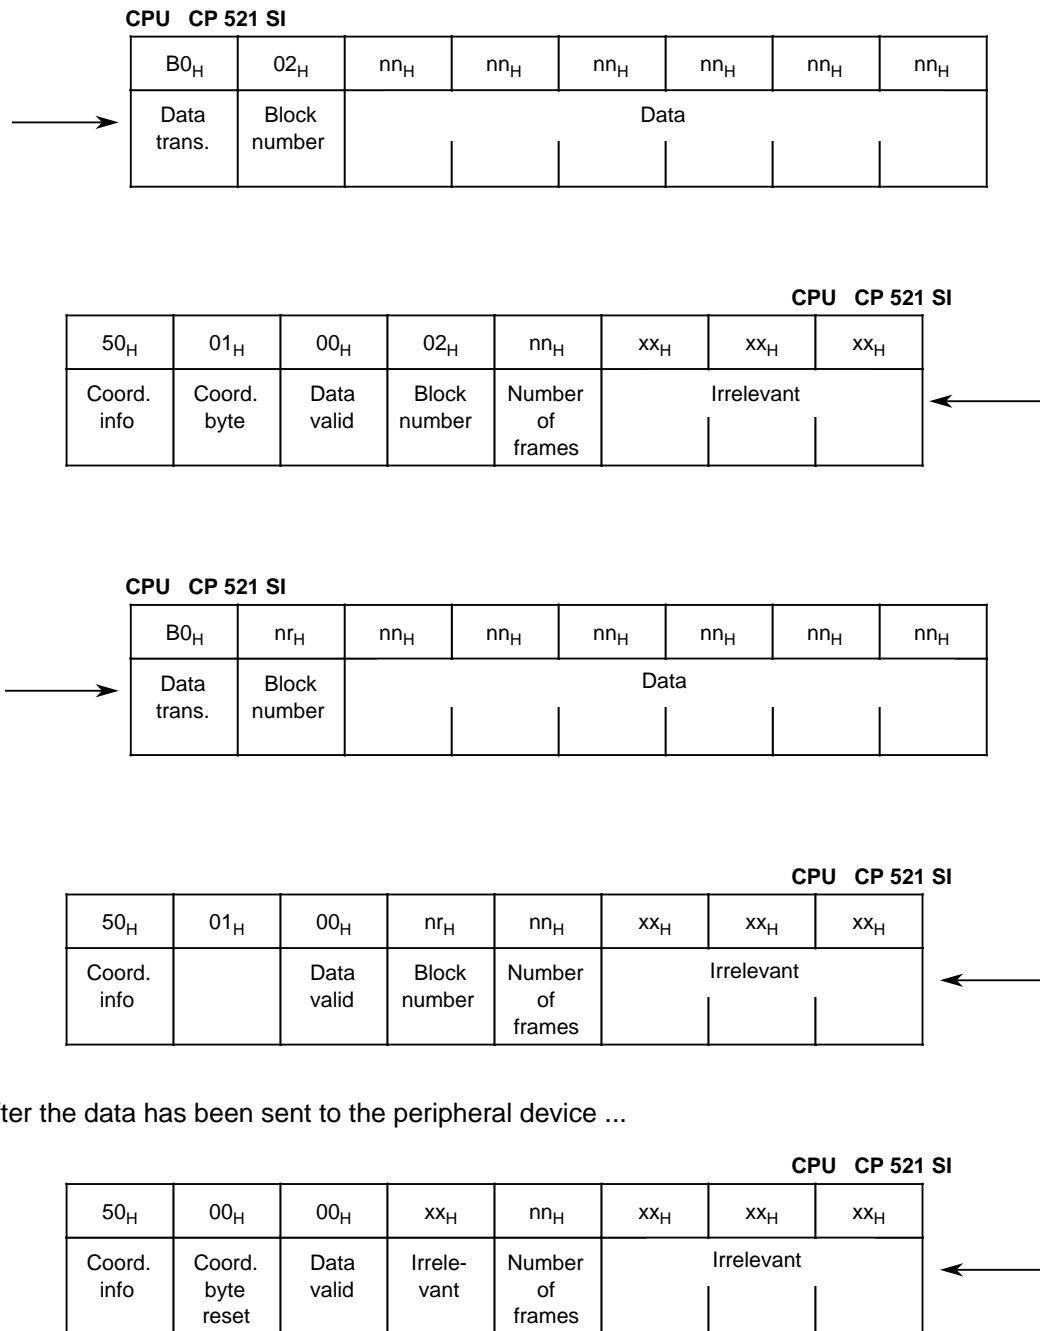 CPU CP 521 SI
B0H 02H nnH nnH nnH nnH nnH nnH
Data trans. Block number Data
CPU CP 521 SI
50H 01H 00H 02H nnH xxH xxH xxH
Coord. info Coord. byte Data valid Block number Number of frames Irrelevant
CPU CP 521 SI
B0H nrH nnH nnH nnH nnH nnH nnH
Data trans. Block number Data
CPU CP 521 SI
50H 01H 00H nrH nnH xxH xxH xxH
Coord. info Data valid Block number Number of frames Irrelevant
ter the data has been sent to the peripheral device ...
CPU CP 521 SI
50H 00H 00H xxH nnH xxH xxH xxH
Coord. info Coord. byte reset Data valid Irrele- vant Number of frames Irrelevant